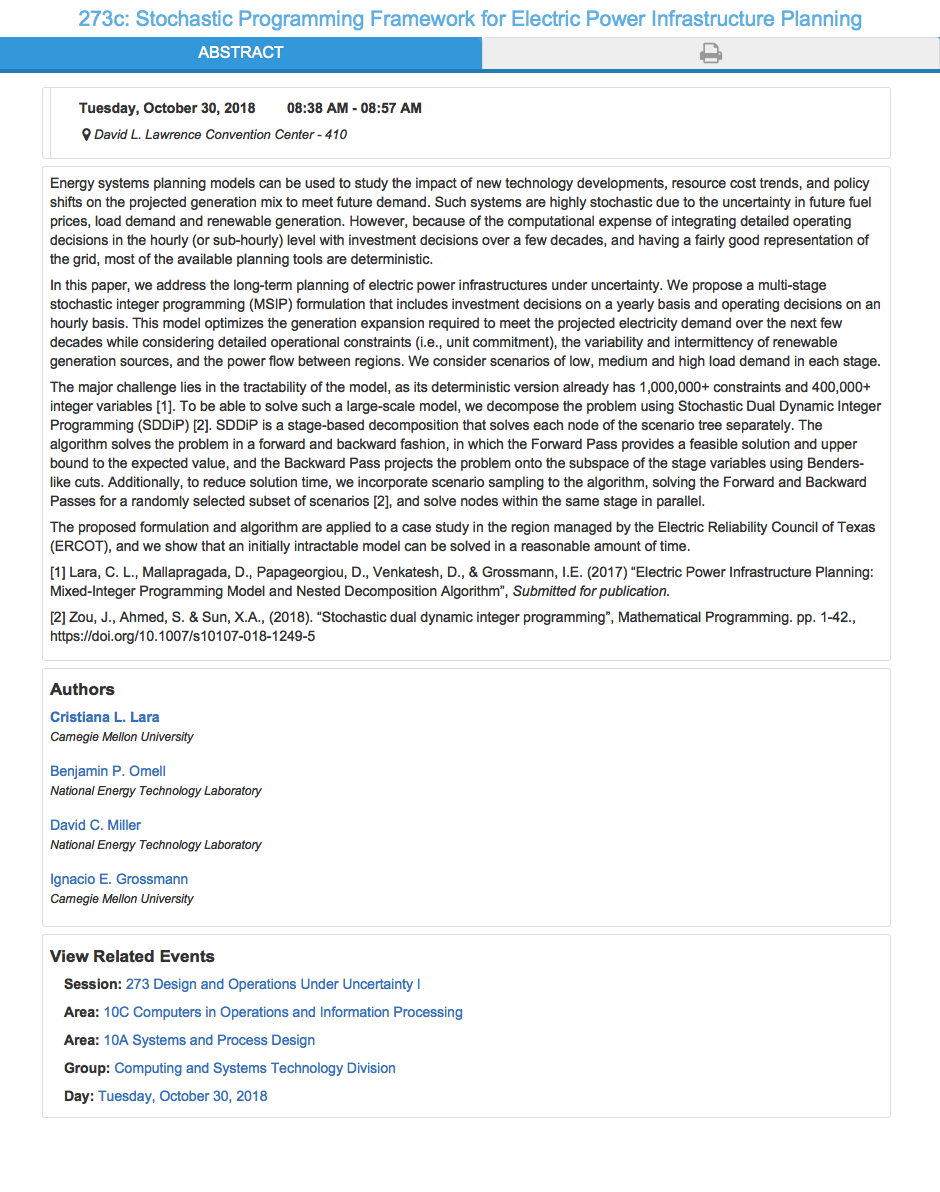 273c: Stochastic Programming Framework for Electric Power Infrastructure Planning
ABSTRACT
Tuesday, October 30, 2018 08:38 AM - 08:57 AM
David L. Lawrence Convention Center - 410
Energy systems planning models can be used to study the impact of new technology developments, resource cost trends, and policy
shifts on the projected generation mix to meet future demand. Such systems are highly stochastic due to the uncertainty in future fuel
prices, load demand and renewable generation. However, because of the computational expense of integrating detailed operating
decisions in the hourly (or sub-hourly) level with investment decisions over a few decades, and having a fairly good representation of
the grid, most of the available planning tools are deterministic.
In this paper, we address the long-term planning of electric power infrastructures under uncertainty. We propose a multi-stage
stochastic integer programming (MSIP) formulation that includes investment decisions on a yearly basis and operating decisions on an
hourly basis. This model optimizes the generation expansion required to meet the projected electricity demand over the next few
decades while considering detailed operational constraints (i.e., unit commitment), the variability and intermittency of renewable
generation sources, and the power flow between regions. We consider scenarios of low, medium and high load demand in each stage.
The major challenge lies in the tractability of the model, as its deterministic version already has 1,000,000+ constraints and 400,000+
integer variables [1]. To be able to solve such a large-scale model, we decompose the problem using Stochastic Dual Dynamic Integer
Programming (SDDiP) [2]. SDDiP is a stage-based decomposition that solves each node of the scenario tree separately. The
algorithm solves the problem in a forward and backward fashion, in which the Forward Pass provides a feasible solution and upper
bound to the expected value, and the Backward Pass projects the problem onto the subspace of the stage variables using Benders-
like cuts. Additionally, to reduce solution time, we incorporate scenario sampling to the algorithm, solving the Forward and Backward
Passes for a randomly selected subset of scenarios [2], and solve nodes within the same stage in parallel.
The proposed formulation and algorithm are applied to a case study in the region managed by the Electric Reliability Council of Texas
(ERCOT), and we show that an initially intractable model can be solved in a reasonable amount of time.
[1] Lara, C. L., Mallapragada, D., Papageorgiou, D., Venkatesh, D., & Grossmann, I.E. (2017) “Electric Power Infrastructure Planning:
Mixed-Integer Programming Model and Nested Decomposition Algorithm”, Submitted for publication.
[2] Zou, J., Ahmed, S. & Sun, X.A., (2018). “Stochastic dual dynamic integer programming”, Mathematical Programming. pp. 1-42.,
https://doi.org/10.1007/s10107-018-1249-5
Authors
Cristiana L. Lara
Carnegie Mellon University
Benjamin P. Omell
National Energy Technology Laboratory
David C. Miller
National Energy Technology Laboratory
Ignacio E. Grossmann
Carnegie Mellon University
View Related Events
Session: 273 Design and Operations Under Uncertainty I
Area: 10C Computers in Operations and Information Processing
Area: 10A Systems and Process Design
Group: Computing and Systems Technology Division
Day: Tuesday, October 30, 2018